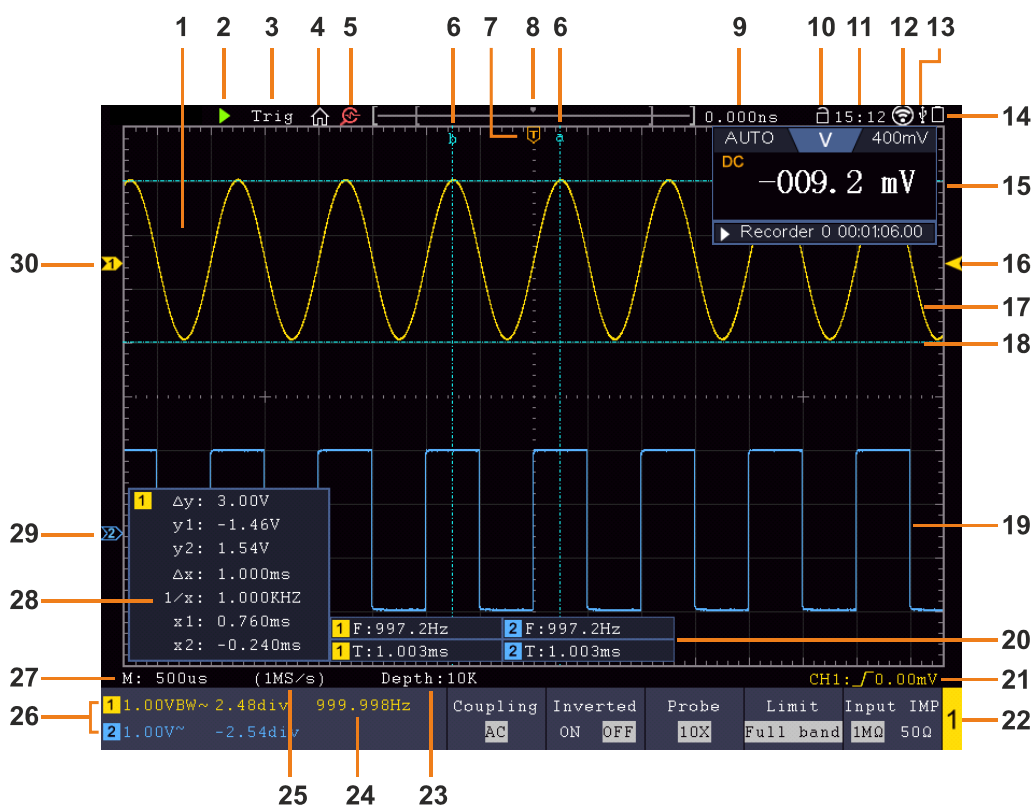 1 2 3 4 5 6 7 8 6 9 10 11 12 13
Trig 0.000ns 15:12 14
b T a
AUTO V 400mV
DC
-009.2 mV 15
Recorder 0 00:01:06.00
30 1 16
17
18
1 Δy: 3.00V
y1: -1.46V
29 2 19
y2: 1.54V
Δx: 1.000ms
28 1/x: 1.000KHZ
x1: 0.760ms
x2: -0.240ms
1 F:997.2Hz 2 F:997.2Hz
20
1 T:1.003ms 2 T:1.003ms
27 M: 500us (1MS/s) Depth:10K CH1: 0.00mV 21
26
1 1.00VBW~ 2.48div 999.998Hz Coupling Inverted Probe Limit Input IMP
1 22
2 1.00V~ -2.54div AC ON OFF 10X Full band 1MΩ 50Ω
25 24 23